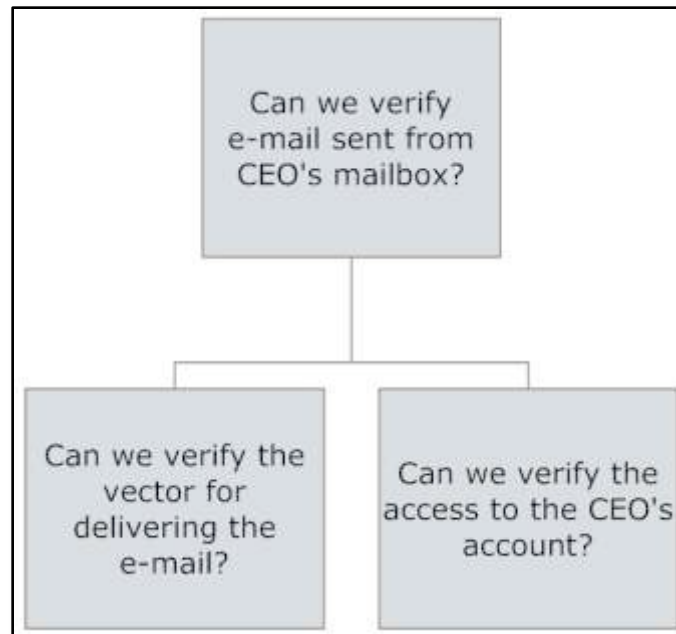 Can we verify
e-mail sent from
CEO's mailbox?
Can we verify the
vector for
delivering the
e-mail?
Can we verify the
access to the CEO's
account?